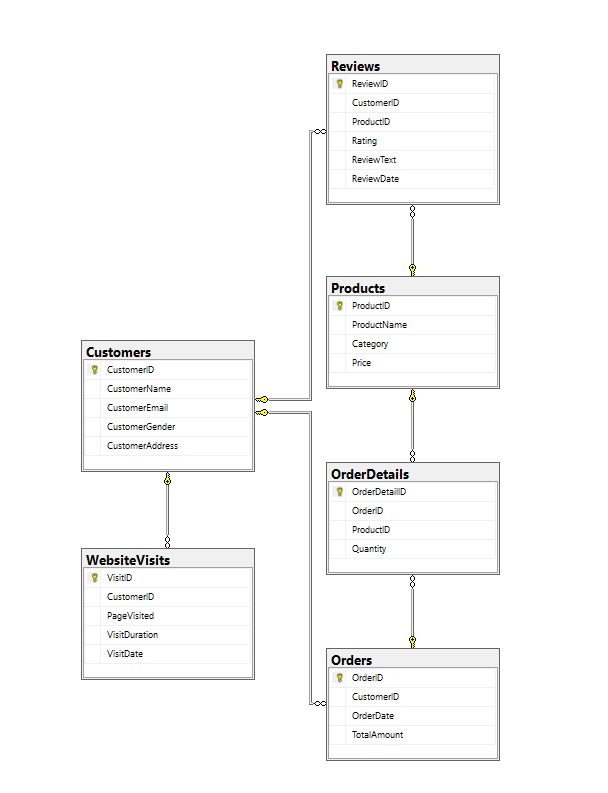 Reviews
ReviewID
CustomerID
ProductID
Rating
ReviewText
ReviewDate
Products
ProductID
ProductName
Category
Price
Customers
CustomerID
CustomerName
CustomerEmail
CustomerGender
CustomerAddress
OrderDetails
OrderDetailID
OrderID
ProductID
Quantity
WebsiteVisits
VisitID
CustomerID
PageVisited
VisitDuration
VisitDate
Orders
OrderID
CustomerID
OrderDate
TotalAmount